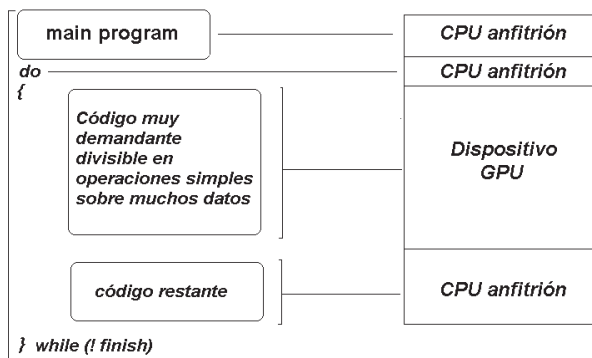 main program
CPU anfitrión
do
CPU anfitrión
{
Código muy
demandante
divisible en
operaciones simples
sobre muchos datos
Dispositivo
GPU
código restante
CPU anfitrión
} while (! finish)